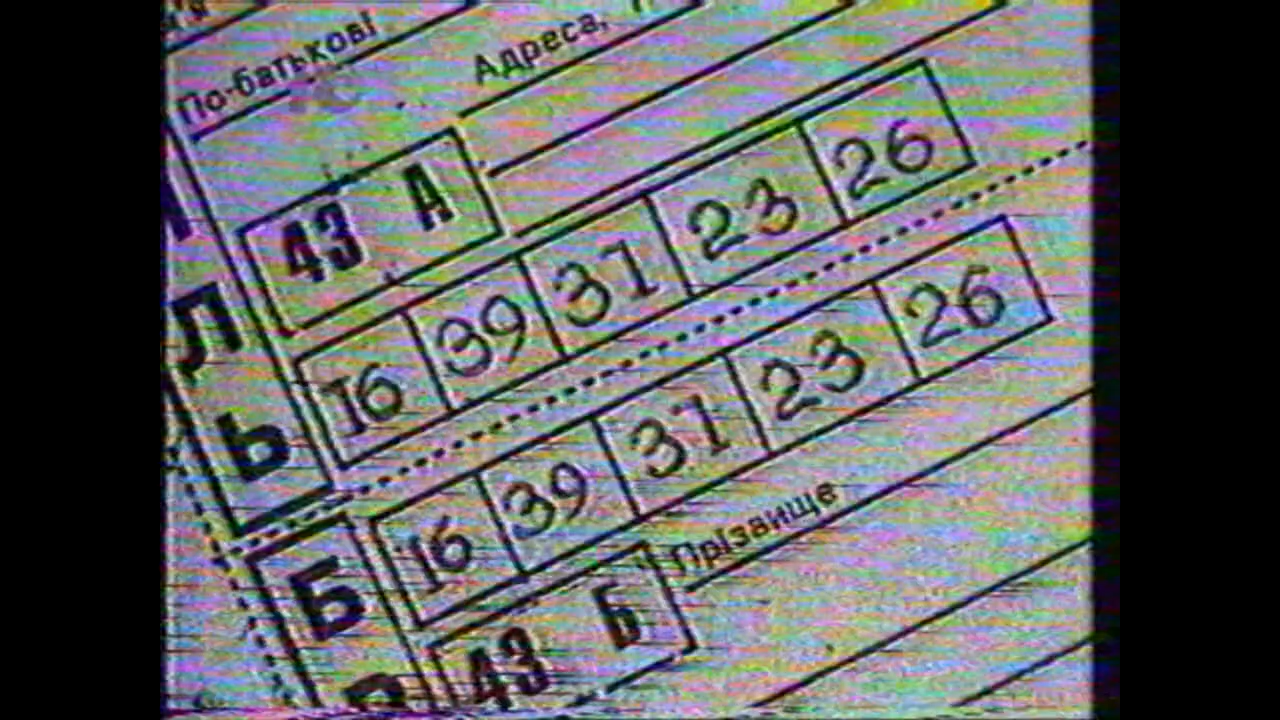 По-батькові
Адреса,
43 А
16 39 31 23 26
Л
Ь
16 39 31 23 26
Б
43 Б
Прізвище